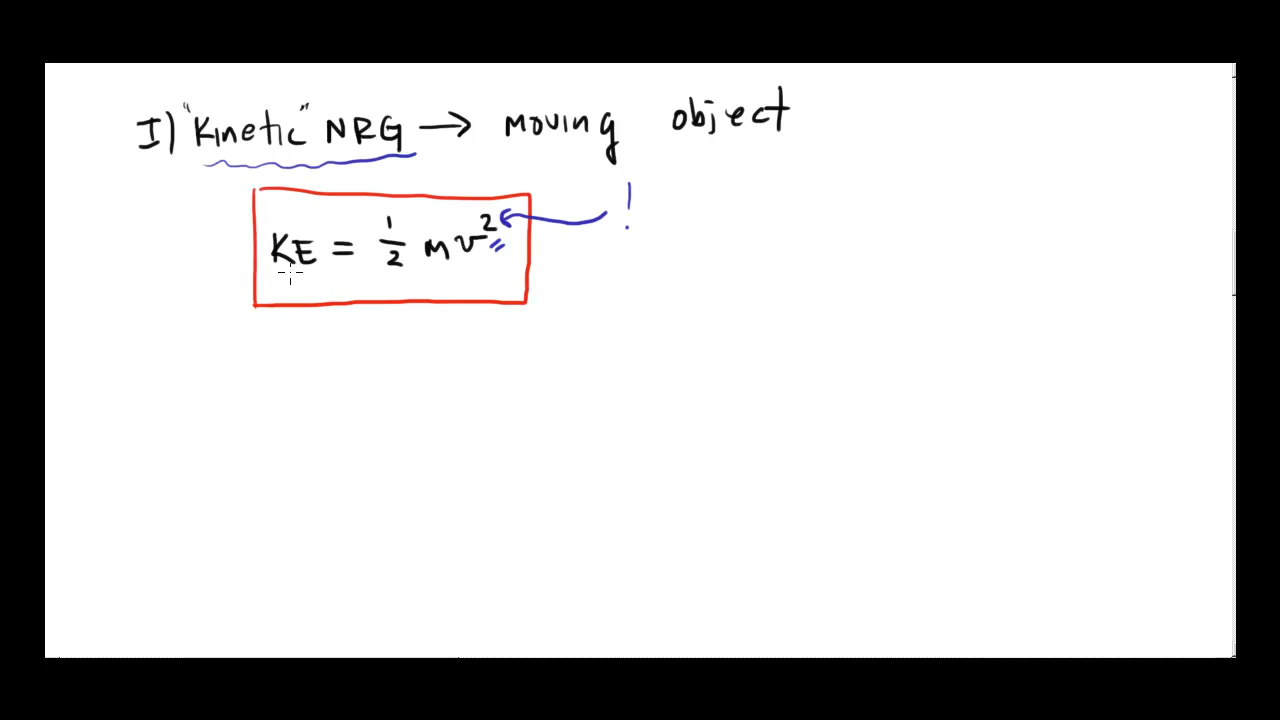 I) "Kinetic" NRG → moving object
KE = 1/2 mv² ← !